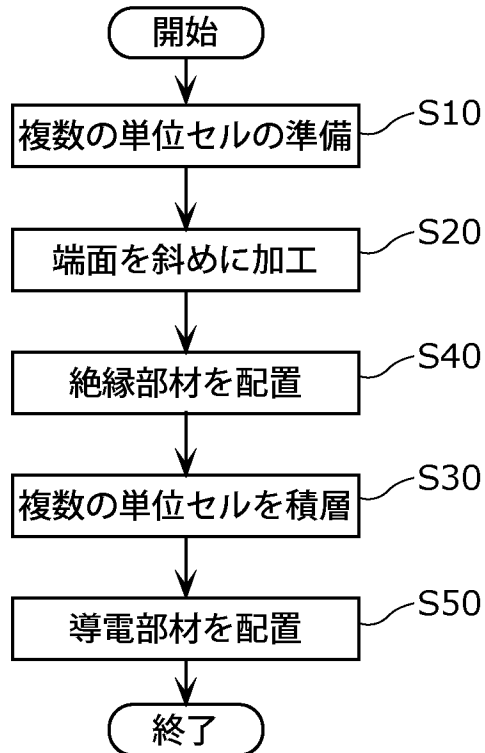 開始
複数の単位セルの準備
S10
端面を斜めに加工
S20
絶縁部材を配置
S40
複数の単位セルを積層
S30
導電部材を配置
S50
終了